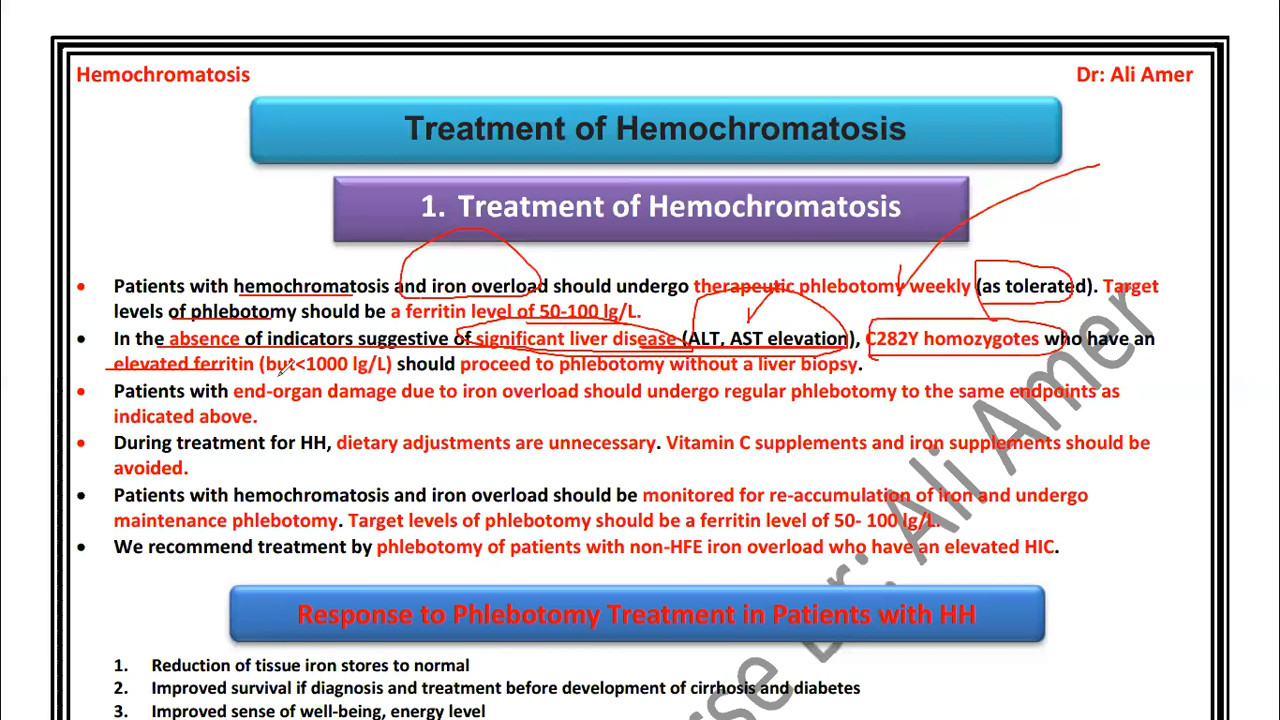 Hemochromatosis Dr: Ali Amer
Treatment of Hemochromatosis
1. Treatment of Hemochromatosis
• Patients with hemochromatosis and iron overload should undergo therapeutic phlebotomy weekly (as tolerated). Target
levels of phlebotomy should be a ferritin level of 50-100 lg/L.
• In the absence of indicators suggestive of significant liver disease (ALT, AST elevation), C282Y homozygotes who have an
elevated ferritin (but<1000 lg/L) should proceed to phlebotomy without a liver biopsy.
• Patients with end-organ damage due to iron overload should undergo regular phlebotomy to the same endpoints as
indicated above.
• During treatment for HH, dietary adjustments are unnecessary. Vitamin C supplements and iron supplements should be
avoided.
• Patients with hemochromatosis and iron overload should be monitored for re-accumulation of iron and undergo
maintenance phlebotomy. Target levels of phlebotomy should be a ferritin level of 50- 100 lg/L.
• We recommend treatment by phlebotomy of patients with non-HFE iron overload who have an elevated HIC.
Response to Phlebotomy Treatment in Patients with HH
1. Reduction of tissue iron stores to normal
2. Improved survival if diagnosis and treatment before development of cirrhosis and diabetes
3. Improved sense of well-being, energy level
Dr: Ali Amer